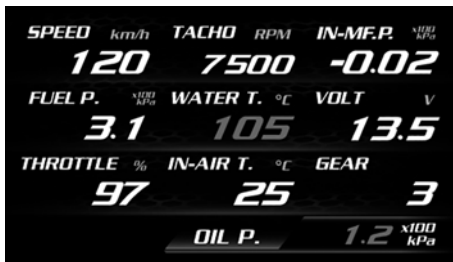 SPEED km/h TACHO RPM IN-MF.P. x100 kPa
120 7500 -0.02
FUEL P. x100 kPa WATER T. °C VOLT V
3.1 105 13.5
THROTTLE % IN-AIR T. °C GEAR
97 25 3
OIL P. 1.2 x100 kPa